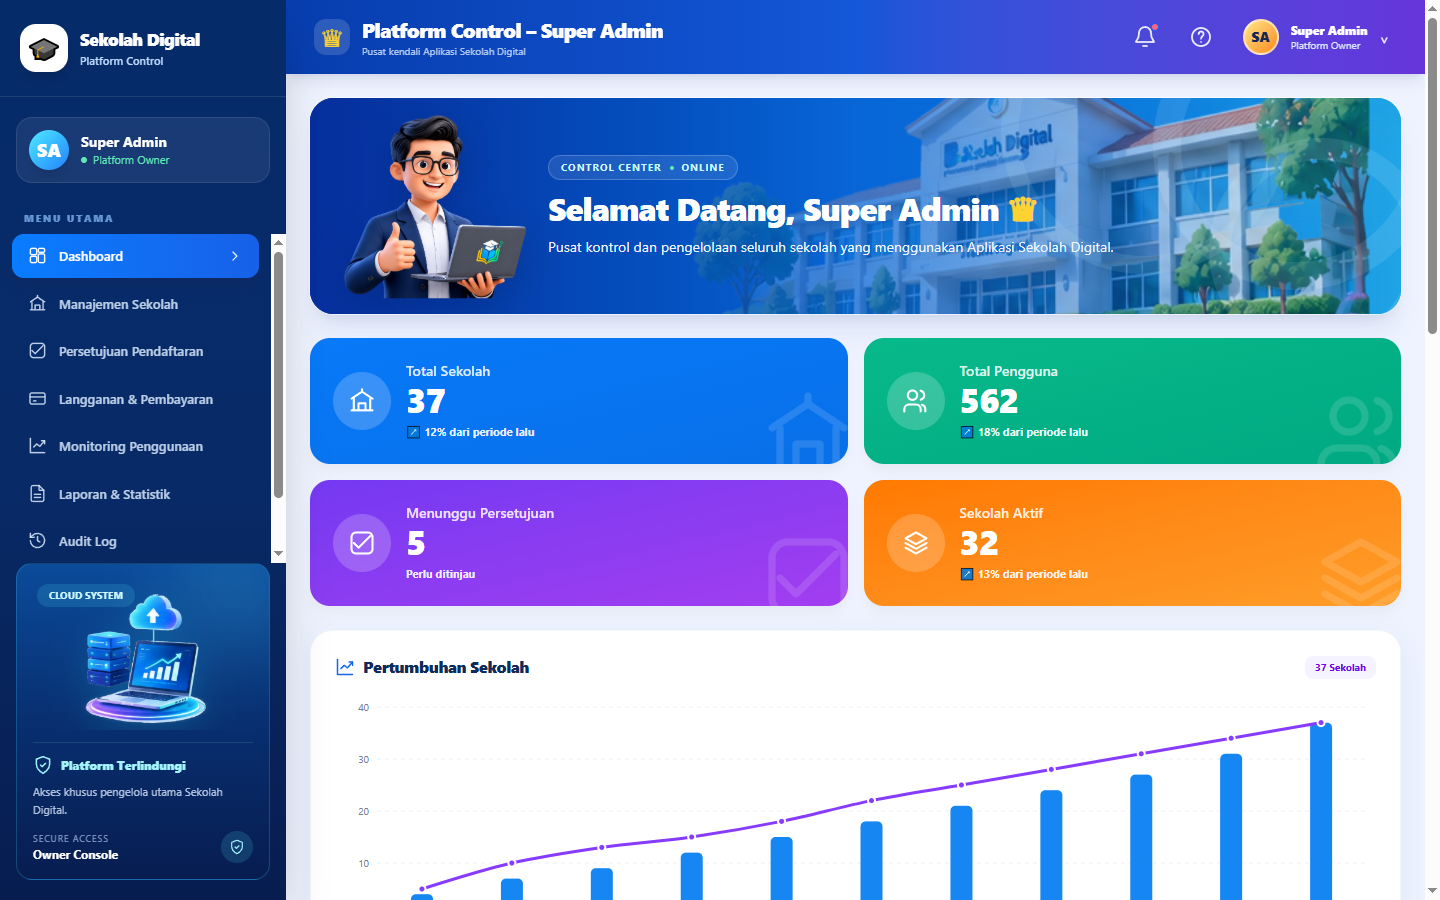 Sekolah Digital
Platform Control
SA
Super Admin
Platform Owner
MENU UTAMA
Dashboard
Manajemen Sekolah
Persetujuan Pendaftaran
Langganan & Pembayaran
Monitoring Penggunaan
Laporan & Statistik
Audit Log
CLOUD SYSTEM
Platform Terlindungi
Akses khusus pengelola utama Sekolah
Digital.
SECURE ACCESS
Owner Console
Platform Control – Super Admin
Pusat kendali Aplikasi Sekolah Digital
SA
Super Admin
Platform Owner
CONTROL CENTER • ONLINE
Selamat Datang, Super Admin
Pusat kontrol dan pengelolaan seluruh sekolah yang menggunakan Aplikasi Sekolah Digital.
Total Sekolah
37
12% dari periode lalu
Total Pengguna
562
18% dari periode lalu
Menunggu Persetujuan
5
Perlu ditinjau
Sekolah Aktif
32
13% dari periode lalu
Pertumbuhan Sekolah
37 Sekolah
40
30
20
10